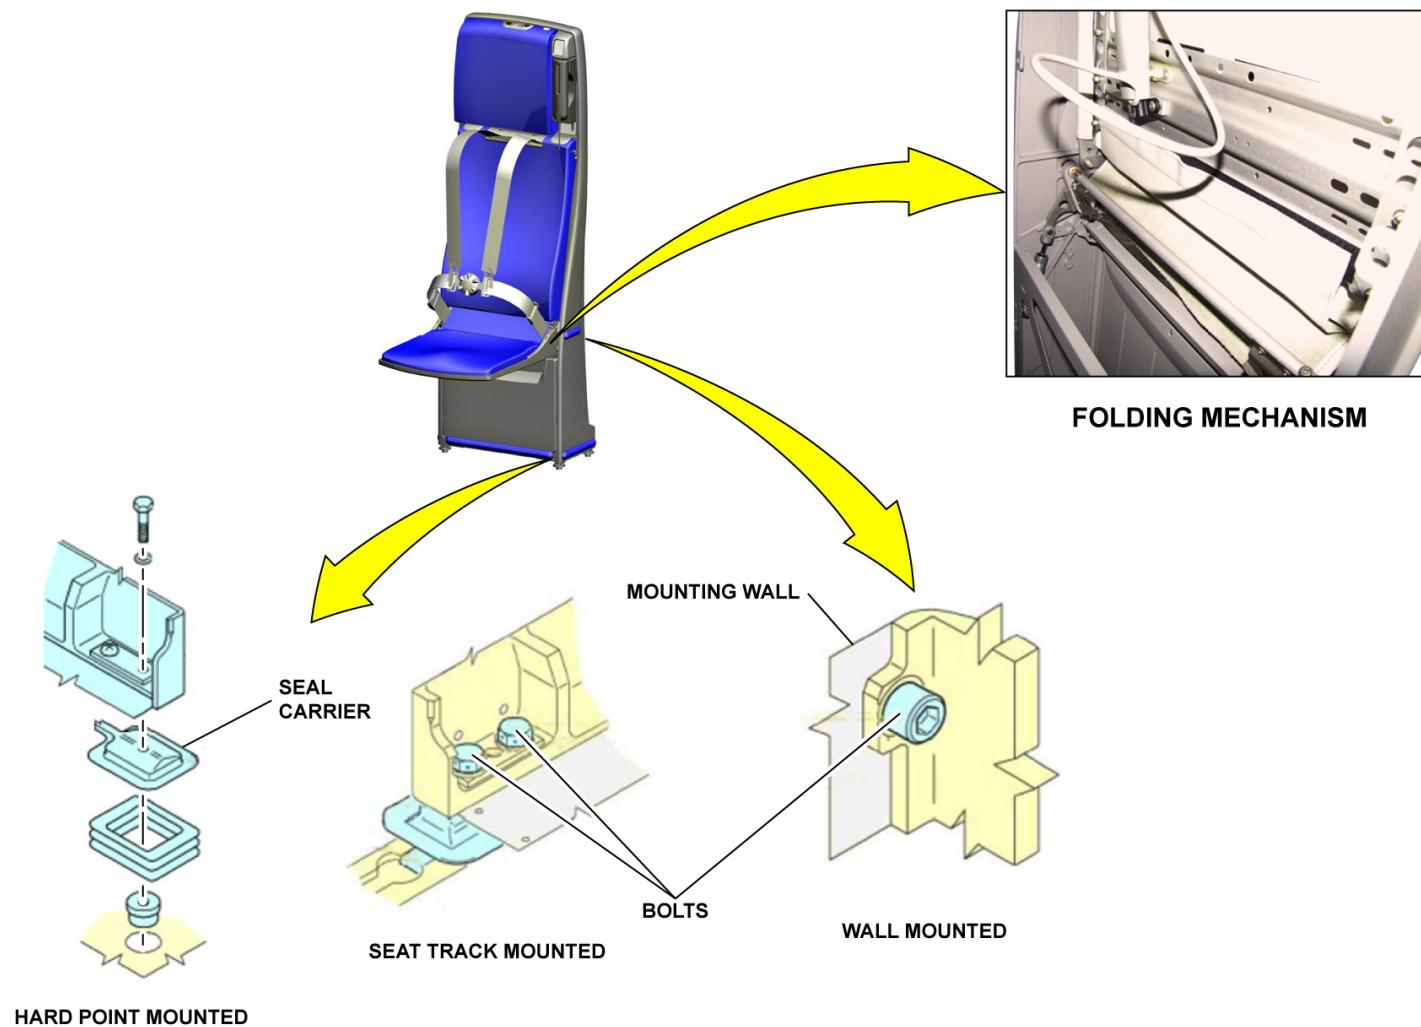 FOLDING MECHANISM
MOUNTING WALL
SEAL
CARRIER
BOLTS
WALL MOUNTED
SEAT TRACK MOUNTED
HARD POINT MOUNTED